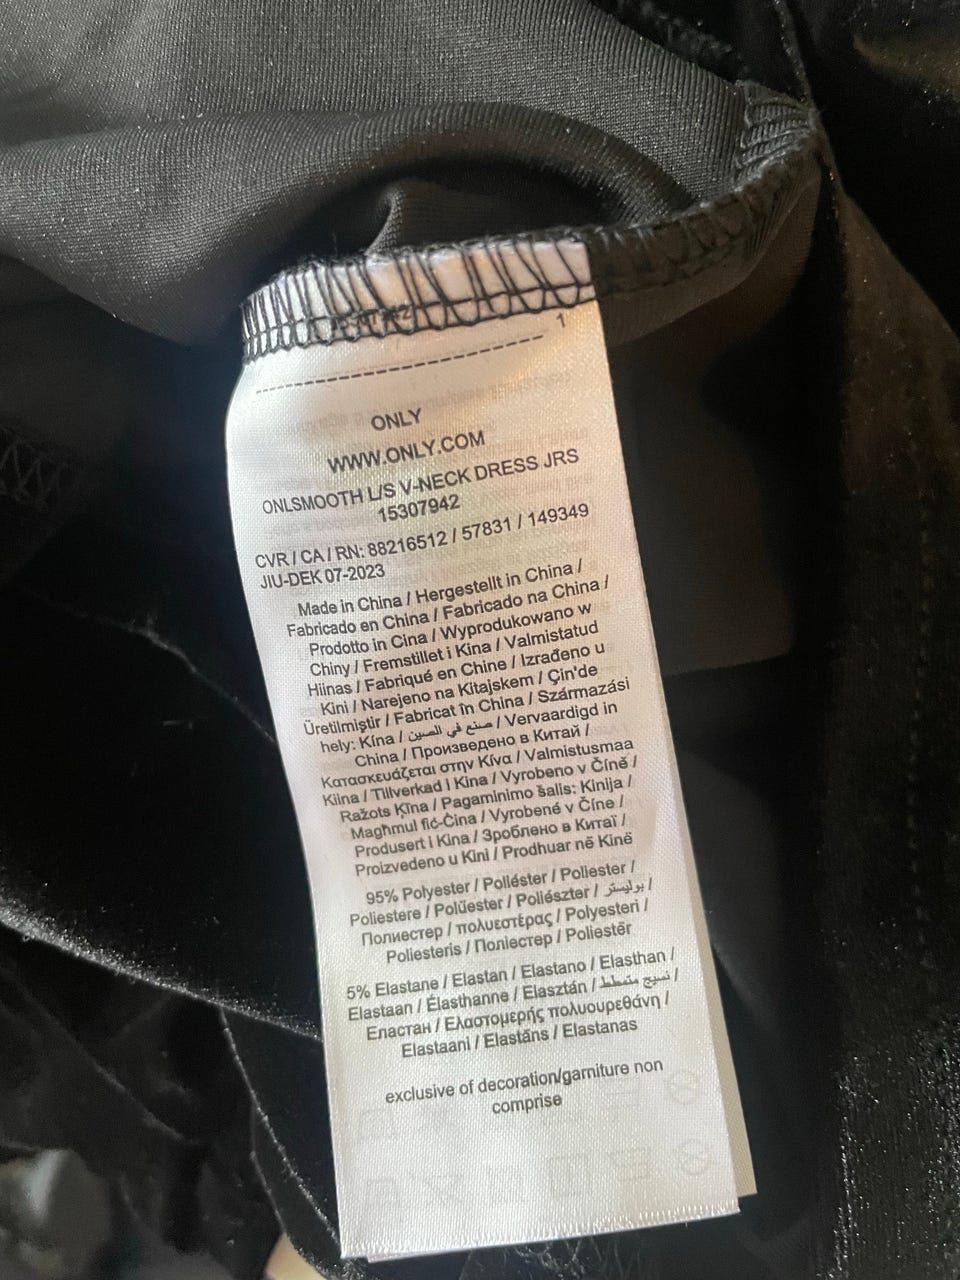 1
ONLY
WWW.ONLY.COM
ONLSMOOTH L/S V-NECK DRESS JRS
15307942
CVR / CA / RN: 88216512 / 57831 / 149349
JIU-DEK 07-2023
Made in China / Hergestellt in China /
Fabricado en China / Fabricado na China /
Prodotto in Cina / Wyprodukowano w
Chiny / Fremstillet i Kina / Valmistatud
Hiinas / Fabriqué en Chine / Izrađeno u
Kini / Narejeno na Kitajskem / Çin'de
Üretilmiştir / Fabricat în China / Származási
hely: Kína / صنع في الصين / Vervaardigd in
China / Произведено в Китай /
Κατασκευάζεται στην Κίνα / Valmistusmaa
Kiina / Tillverkad i Kina / Vyrobeno v Číně /
Ražots Ķīna / Pagaminimo šalis: Kinija /
Magħmul fiċ-Ċina / Vyrobené v Číne /
Produsert i Kina / Зроблено в Китаї /
Proizvedeno u Kini / Prodhuar në Kinë
95% Polyester / Poliéster / Poliester /
Poliestere / Polüester / Poliészter / بوليستر /
Полиестер / πολυεστέρας / Polyesteri /
Poliesteris / Поліестер / Poliestër
5% Elastane / Elastan / Elastano / Elasthan /
Elastaan / Élasthanne / Elasztán / نسيج متمطط /
Еластан / Ελαστομερής πολυουρεθάνη /
Elastaani / Elastāns / Elastanas
exclusive of decoration/garniture non
comprise